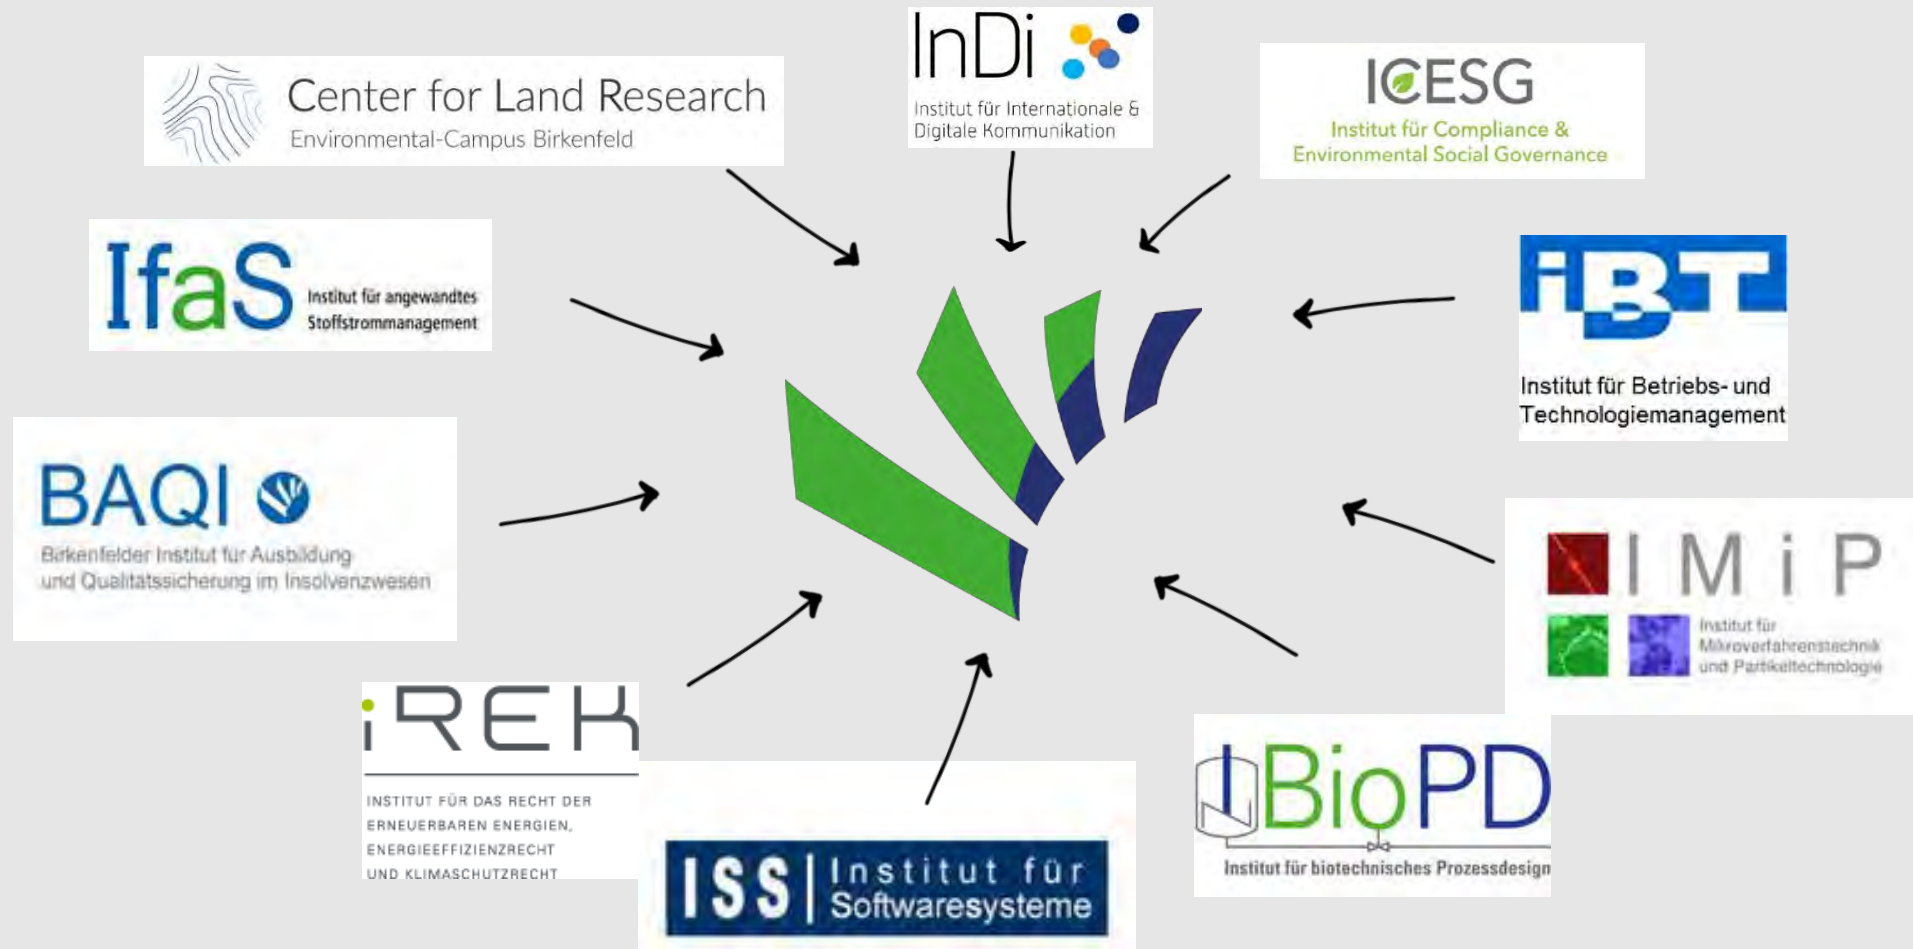 Center for Land Research
Environmental-Campus Birkenfeld
InDi
Institut für Internationale &
Digitale Kommunikation
ICESG
Institut für Compliance &
Environmental Social Governance
IfaS
Institut für angewandtes
Stoffstrommanagement
iBT
Institut für Betriebs- und
Technologiemanagement
BAQI
Birkenfelder Institut für Ausbildung
und Qualitätssicherung im Insolvenzwesen
IMiP
Institut für
Mikroverfahrenstechnik
und Partikeltechnologie
iREK
INSTITUT FÜR DAS RECHT DER
ERNEUERBAREN ENERGIEN,
ENERGIEEFFIZIENZRECHT
UND KLIMASCHUTZRECHT
ISS
Institut für
Softwaresysteme
IBioPD
Institut für biotechnisches Prozessdesign